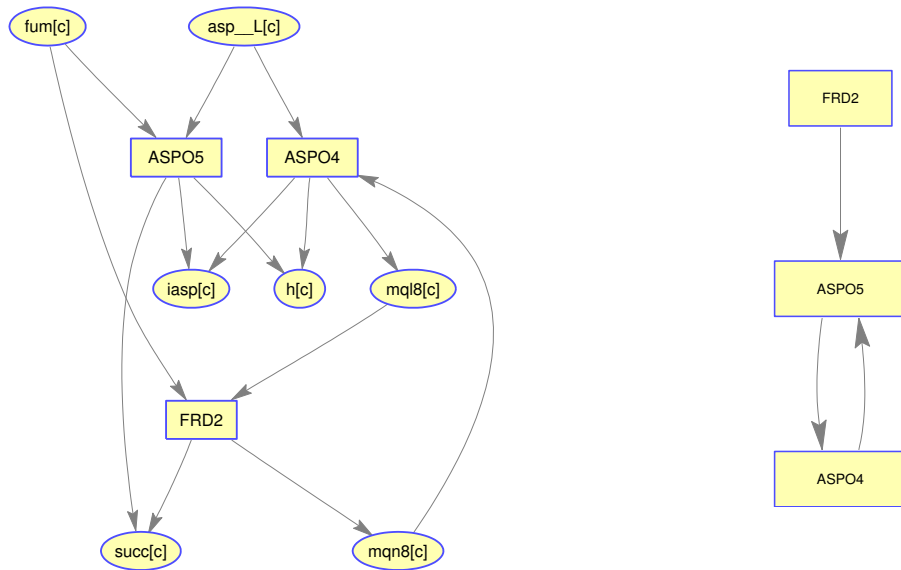 fum[c]
asp__L[c]
ASPO5
ASPO4
iasp[c]
h[c]
mql8[c]
FRD2
succ[c]
mqn8[c]
FRD2
ASPO5
ASPO4